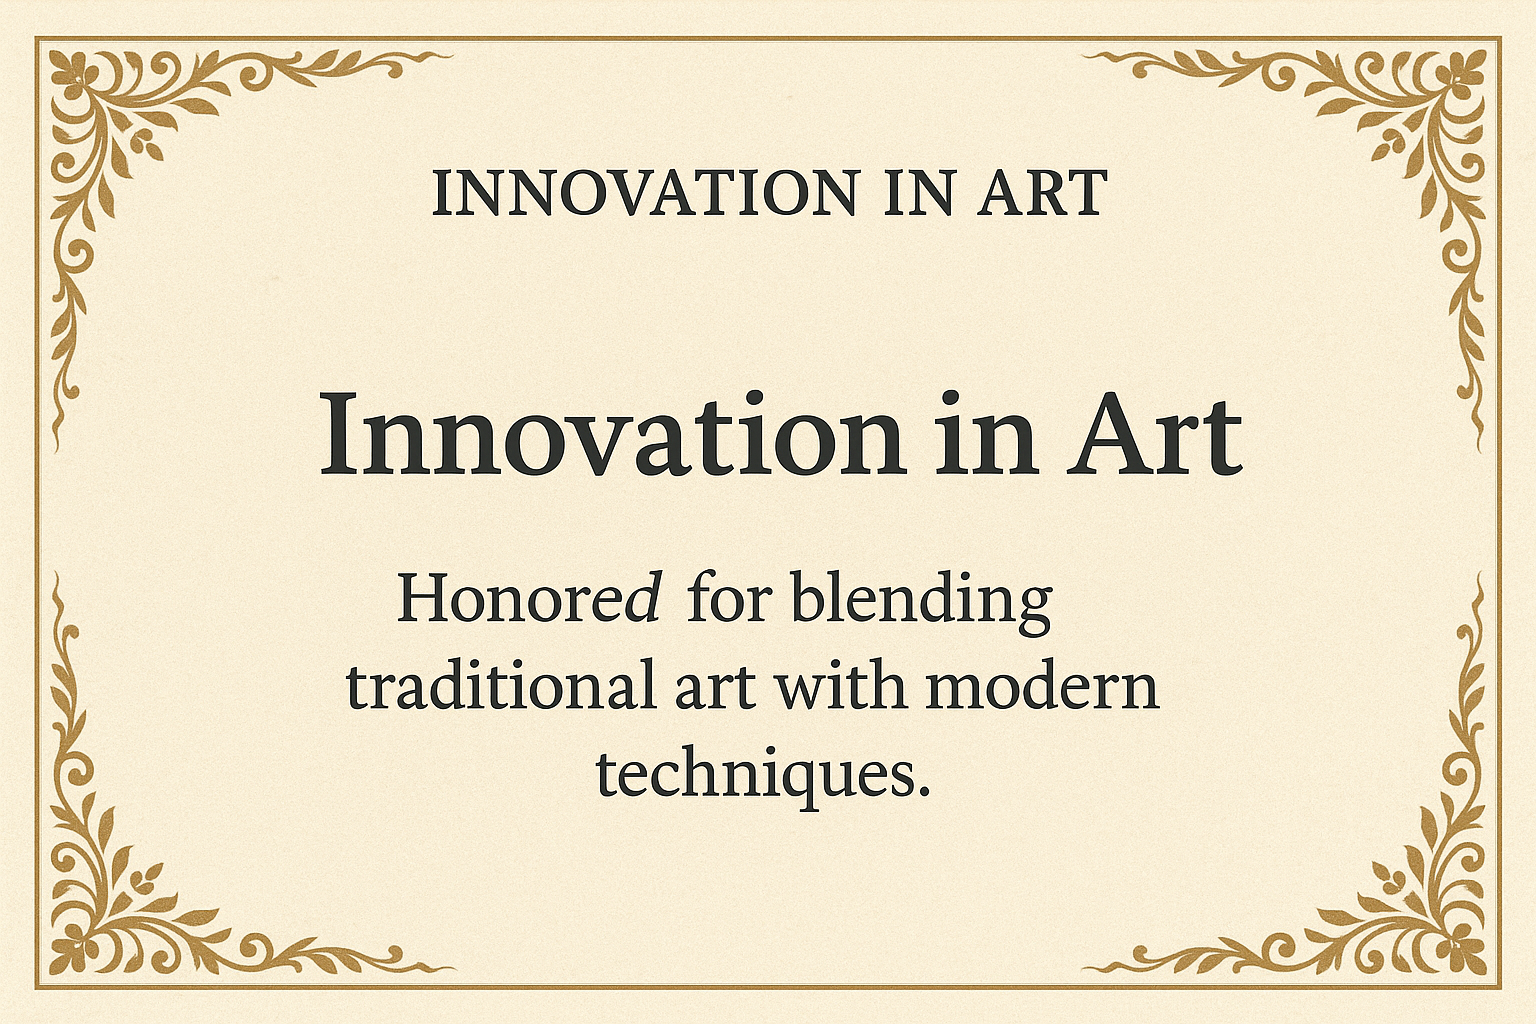 INNOVATION IN ART
Innovation in Art
Honored for blending
traditional art with modern
techniques.